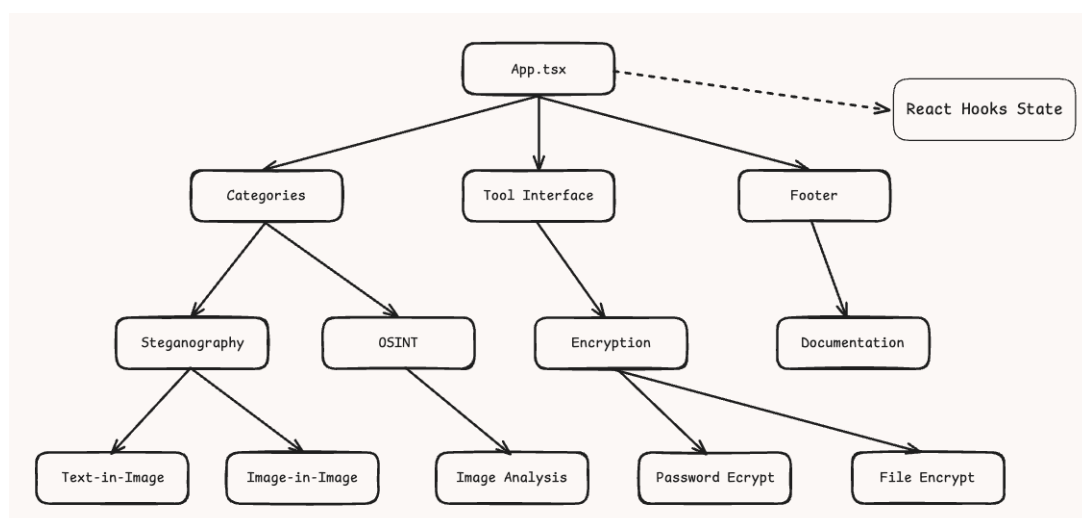 App.tsx
React Hooks State
Categories
Tool Interface
Footer
Steganography
OSINT
Encryption
Documentation
Text-in-Image
Image-in-Image
Image Analysis
Password Ecrypt
File Encrypt